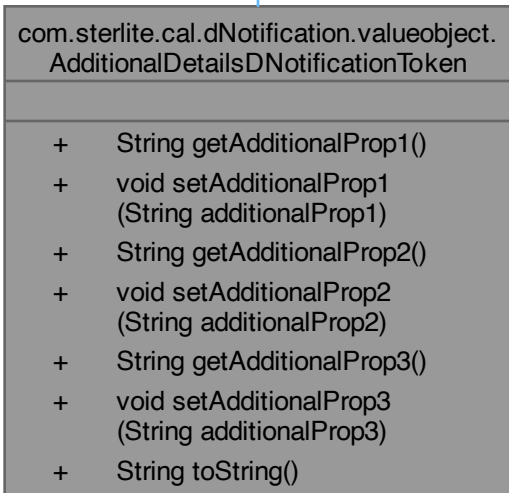 com.sterlite.cal.dNotification.valueobject.
AdditionalDetailsDNotificationToken
+ String getAdditionalProp1()
+ void setAdditionalProp1
(String additionalProp1)
+ String getAdditionalProp2()
+ void setAdditionalProp2
(String additionalProp2)
+ String getAdditionalProp3()
+ void setAdditionalProp3
(String additionalProp3)
+ String toString()